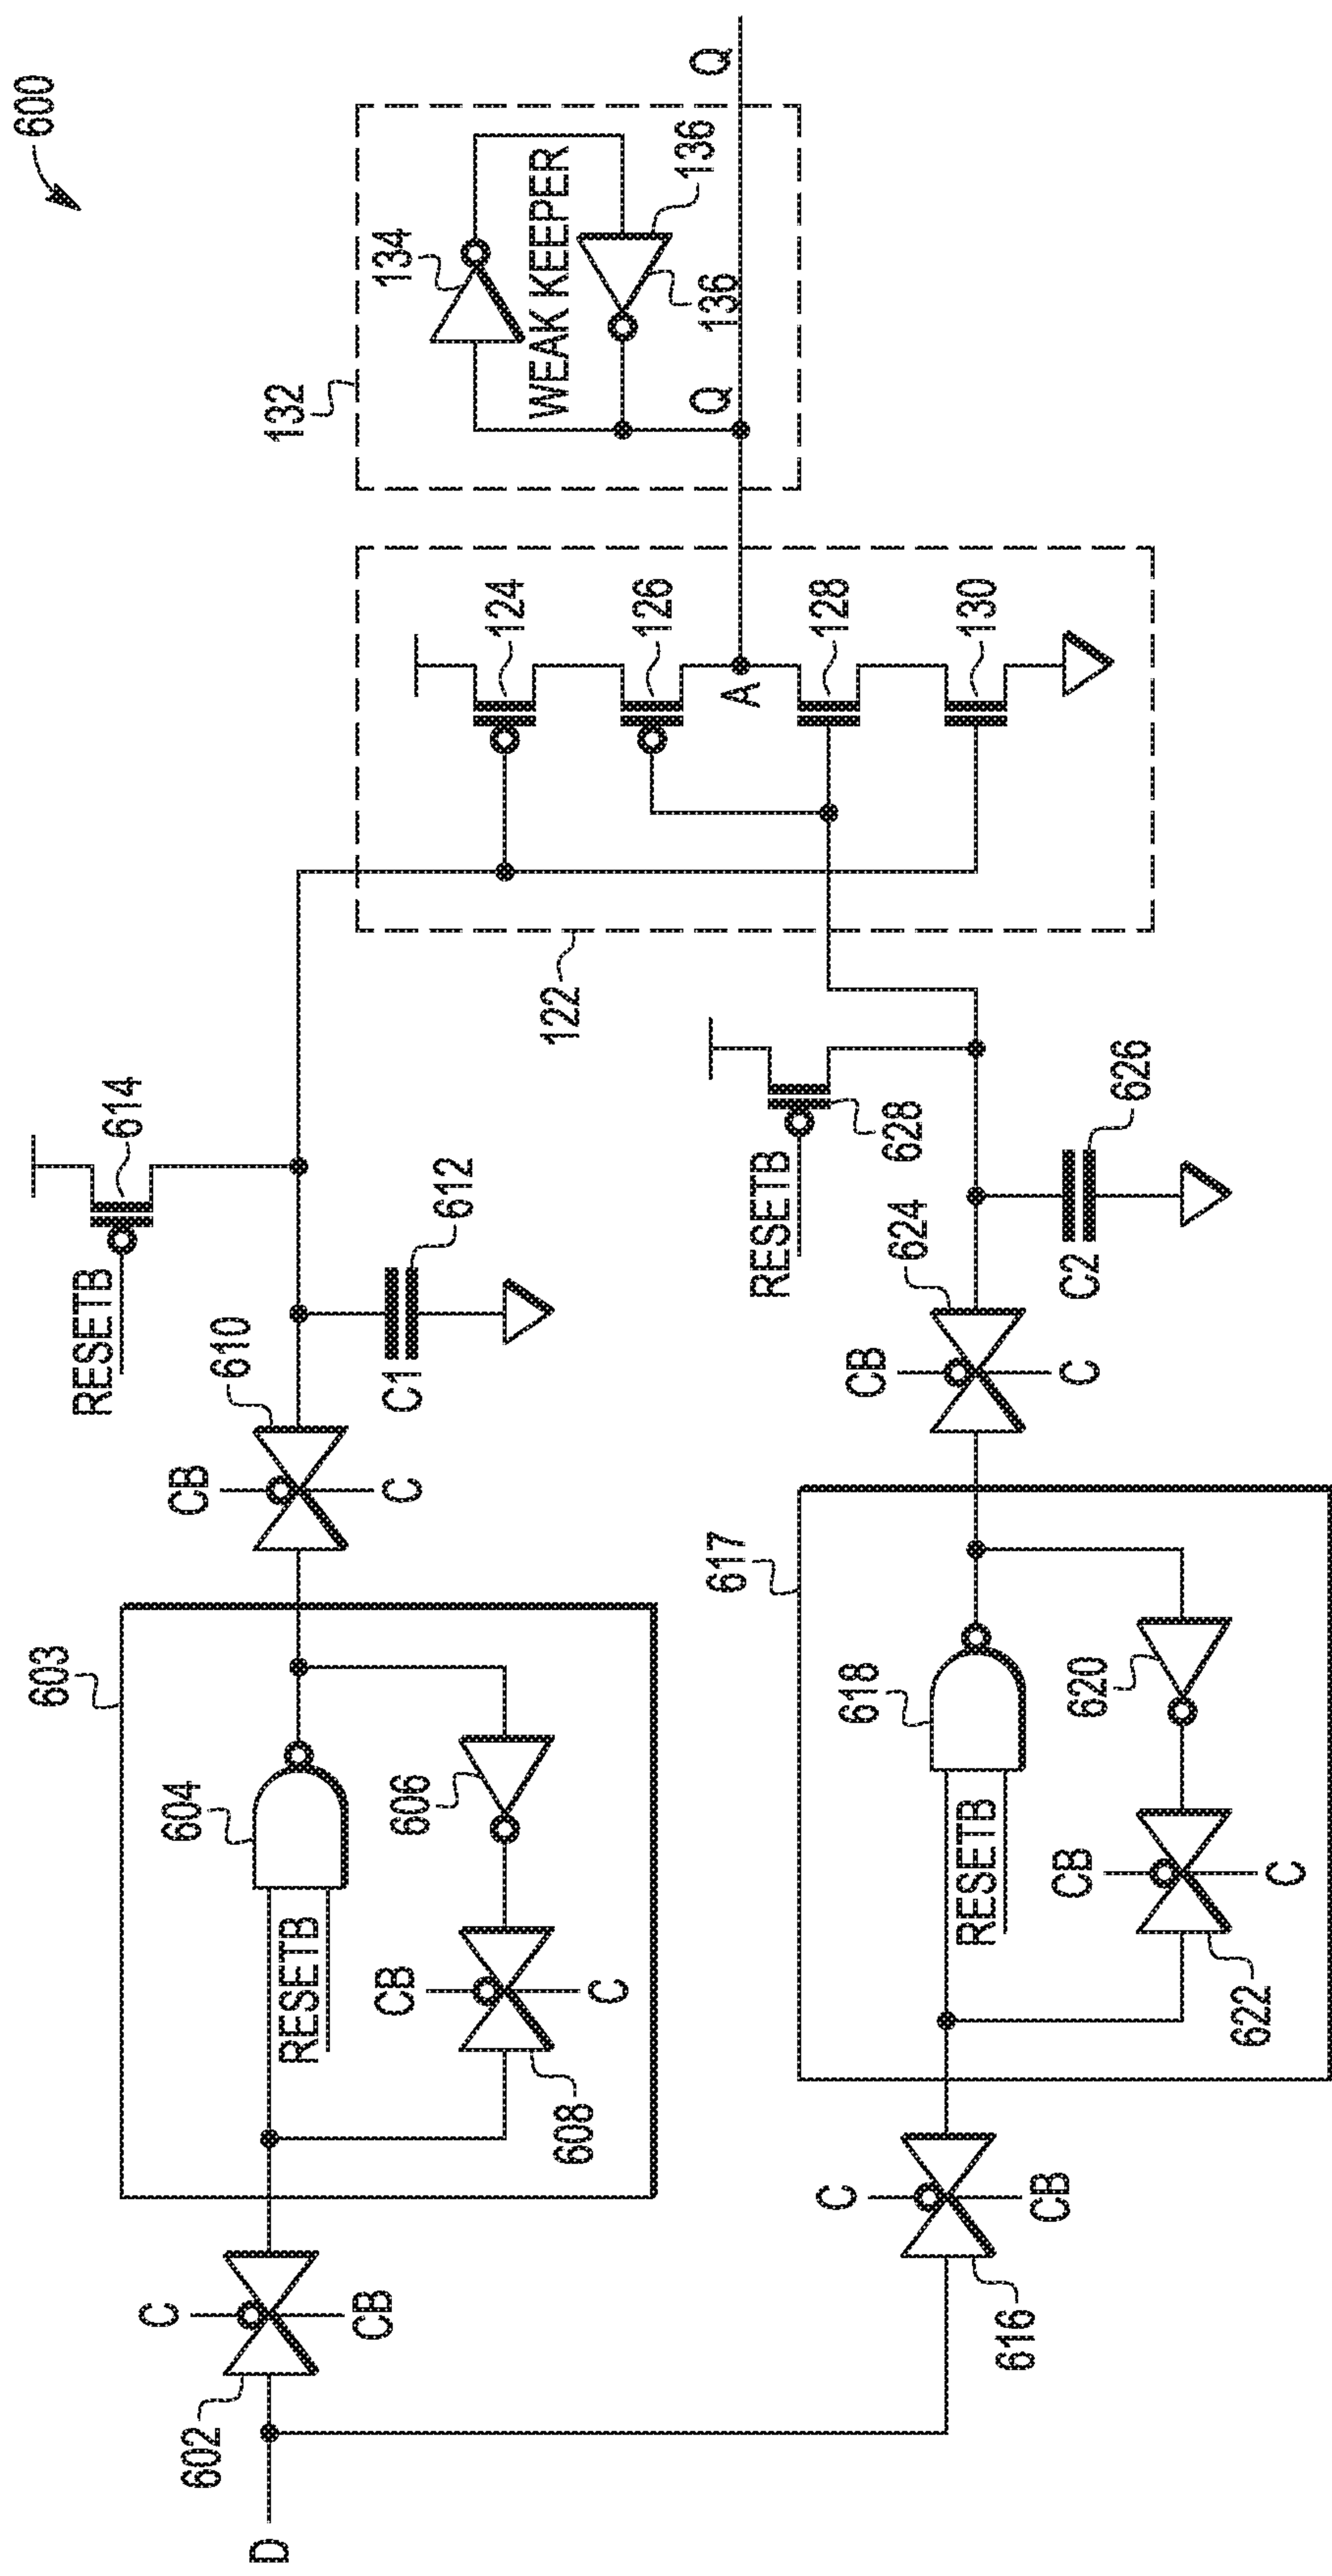 600
132
134
WEAK KEEPER
136
136
Q
Q
122
124
126
A
128
130
RESETB
614
610
CB
C
C1
612
RESETB
628
624
CB
C
C2
626
603
604
RESETB
606
CB
C
608
617
618
RESETB
620
CB
C
622
D
602
C
CB
C
CB
616